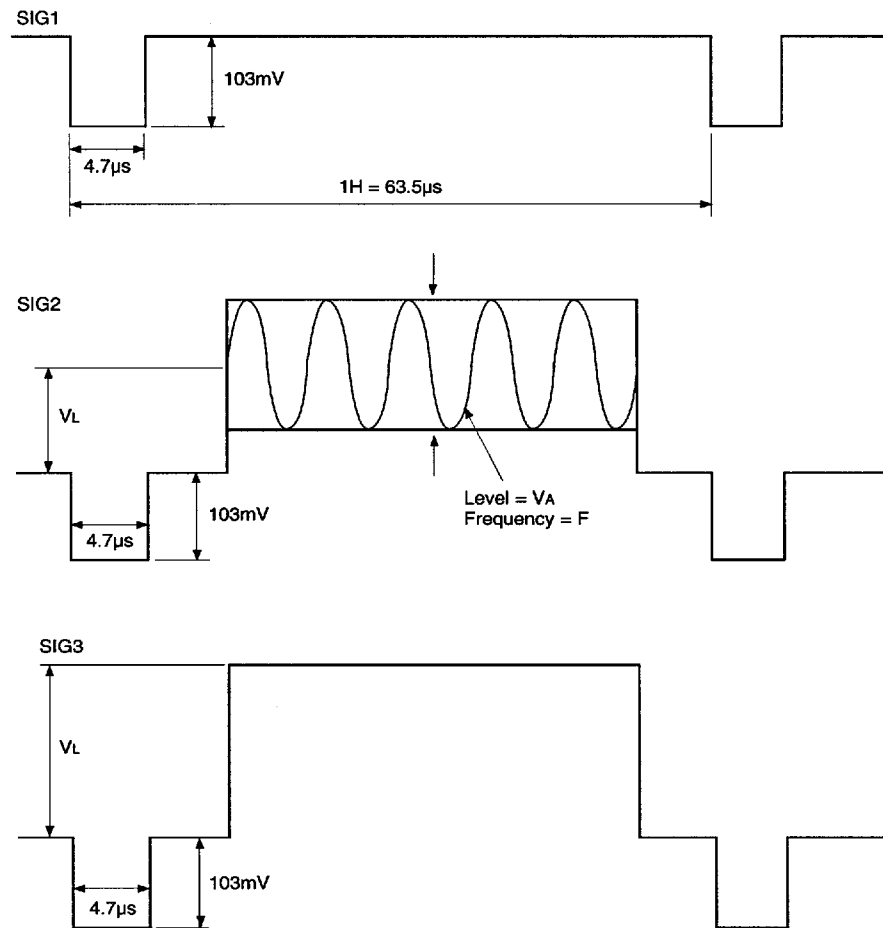 SIG1
103mV
4.7µs
1H = 63.5µs
SIG2
VL
Level = VA
Frequency = F
103mV
4.7µs
SIG3
VL
103mV
4.7µs